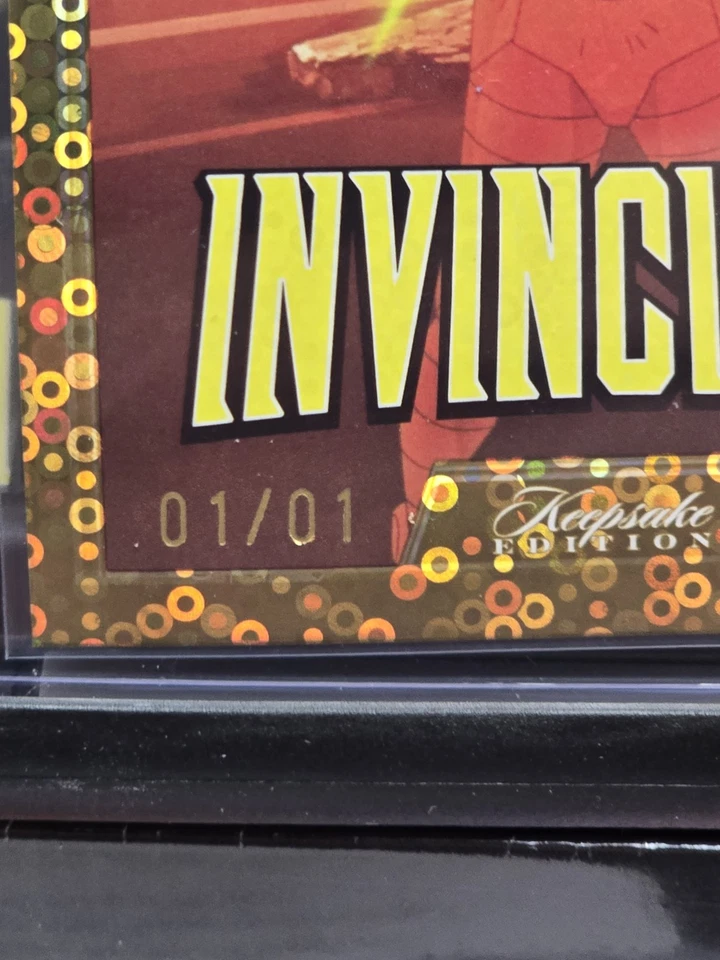 INVINCI
01/01
Keepsake
EDITION